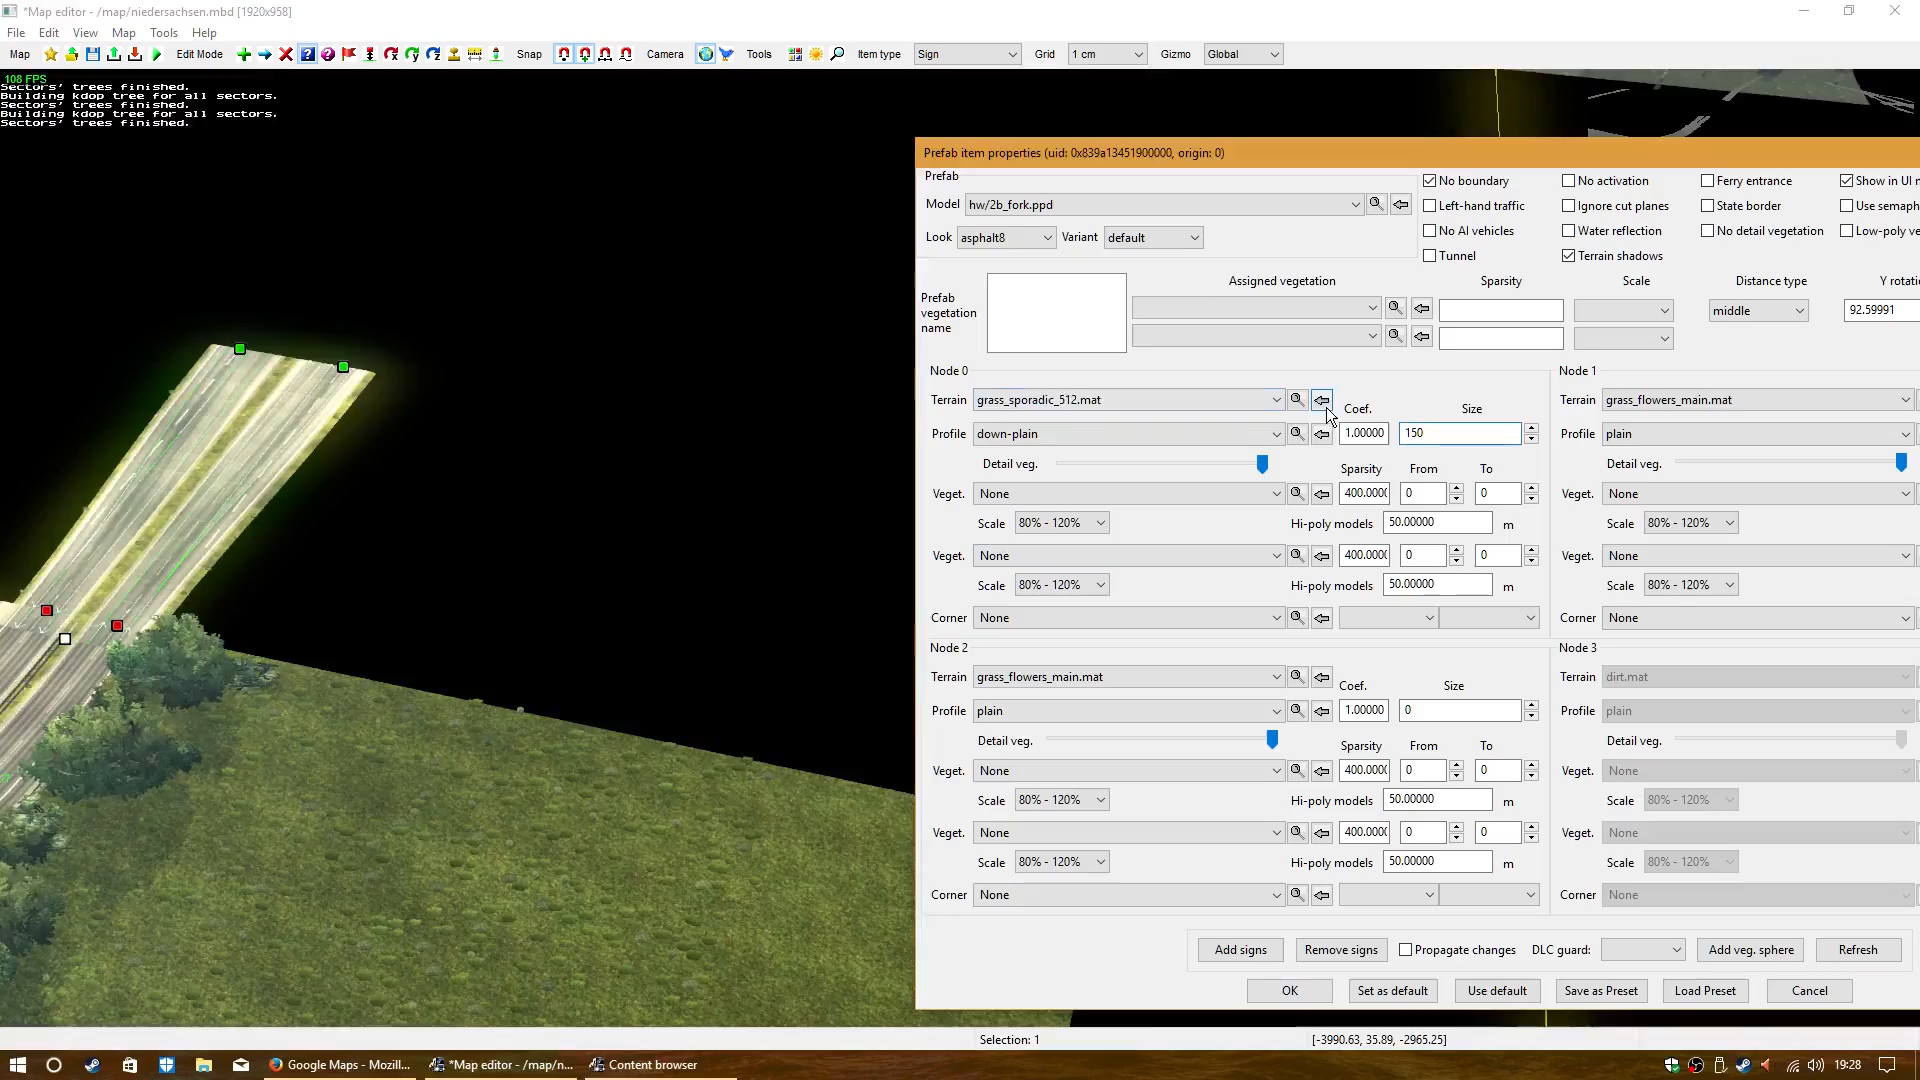 *Map editor - /map/niedersachsen.mbd [1920x958]
File Edit View Map Tools Help
Map Edit Mode Snap Camera Tools Item type Sign Grid 1 cm Gizmo Global
108 FPS
Sectors' trees finished.
Building kdop tree for all sectors.
Sectors' trees finished.
Building kdop tree for all sectors.
Sectors' trees finished.
Prefab item properties (uid: 0x839a13451900000, origin: 0)
Prefab
Model hw/2b_fork.ppd
Look asphalt8 Variant default
No boundary No activation Ferry entrance Show in UI
Left-hand traffic Ignore cut planes State border Use semaph
No AI vehicles Water reflection No detail vegetation Low-poly ve
Tunnel Terrain shadows
Assigned vegetation Sparsity Scale Distance type Y rotati
Prefab vegetation name middle 92.59991
Node 0 Node 1
Terrain grass_sporadic_512.mat Coef. Size Terrain grass_flowers_main.mat
Profile down-plain 1.00000 150 Profile plain
Detail veg. Sparsity From To Detail veg.
Veget. None 400.000 0 0 Veget. None
Scale 80% - 120% Hi-poly models 50.00000 m Scale 80% - 120%
Veget. None 400.000 0 0 Veget. None
Scale 80% - 120% Hi-poly models 50.00000 m Scale 80% - 120%
Corner None Corner None
Node 2 Node 3
Terrain grass_flowers_main.mat Coef. Size Terrain dirt.mat
Profile plain 1.00000 0 Profile plain
Detail veg. Sparsity From To Detail veg.
Veget. None 400.000 0 0 Veget. None
Scale 80% - 120% Hi-poly models 50.00000 m Scale 80% - 120%
Veget. None 400.000 0 0 Veget. None
Scale 80% - 120% Hi-poly models 50.00000 m Scale 80% - 120%
Corner None Corner None
Add signs Remove signs Propagate changes DLC guard: Add veg. sphere Refresh
OK Set as default Use default Save as Preset Load Preset Cancel
Selection: 1 [-3990.63, 35.89, -2965.25]
Google Maps - Mozill... *Map editor - /map/n... Content browser 19:28